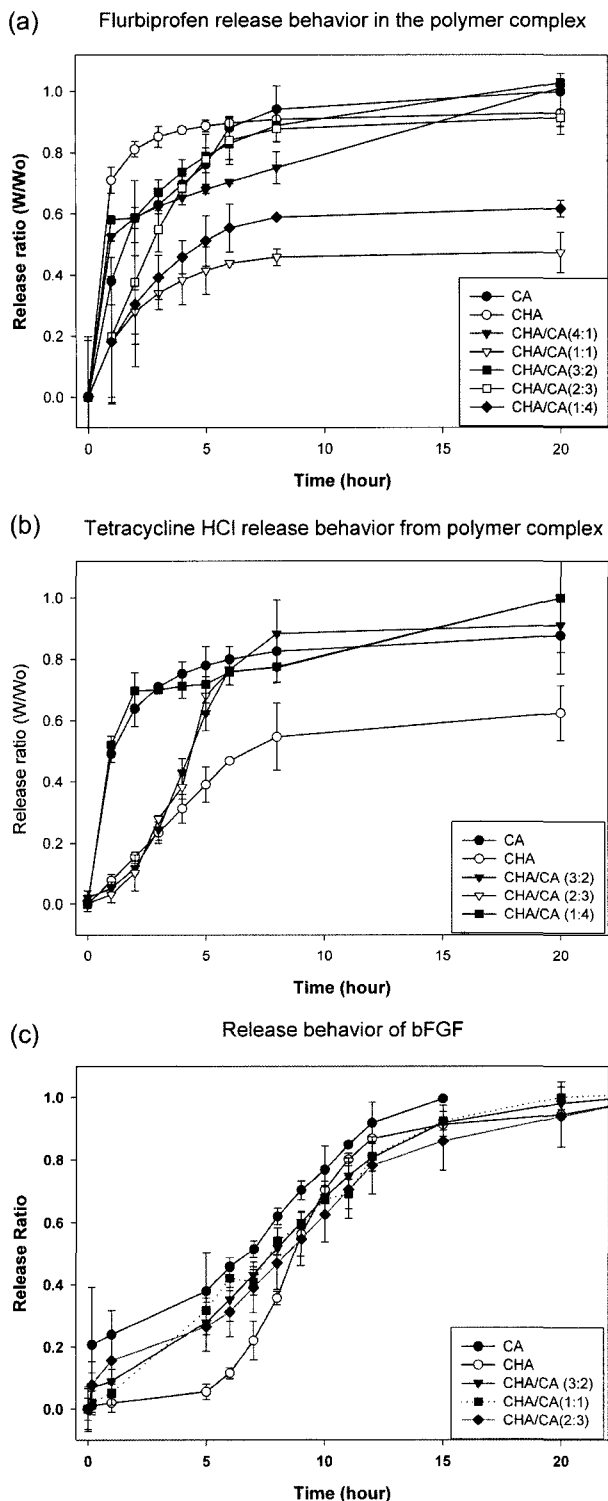 (a)
Flurbiprofen release behavior in the polymer complex
Release ratio (W/Wo)
1.0
0.8
0.6
0.4
0.2
0.0
CA
CHA
CHA/CA(4:1)
CHA/CA(1:1)
CHA/CA(3:2)
CHA/CA(2:3)
CHA/CA(1:4)
0 5 10 15 20
Time (hour)
(b)
Tetracycline HCl release behavior from polymer complex
Release ratio (W/Wo)
1.0
0.8
0.6
0.4
0.2
0.0
CA
CHA
CHA/CA (3:2)
CHA/CA (2:3)
CHA/CA (1:4)
0 5 10 15 20
Time (hour)
(c)
Release behavior of bFGF
Release Ratio
1.0
0.8
0.6
0.4
0.2
0.0
CA
CHA
CHA/CA (3:2)
CHA/CA(1:1)
CHA/CA(2:3)
0 5 10 15 20
Time (hour)